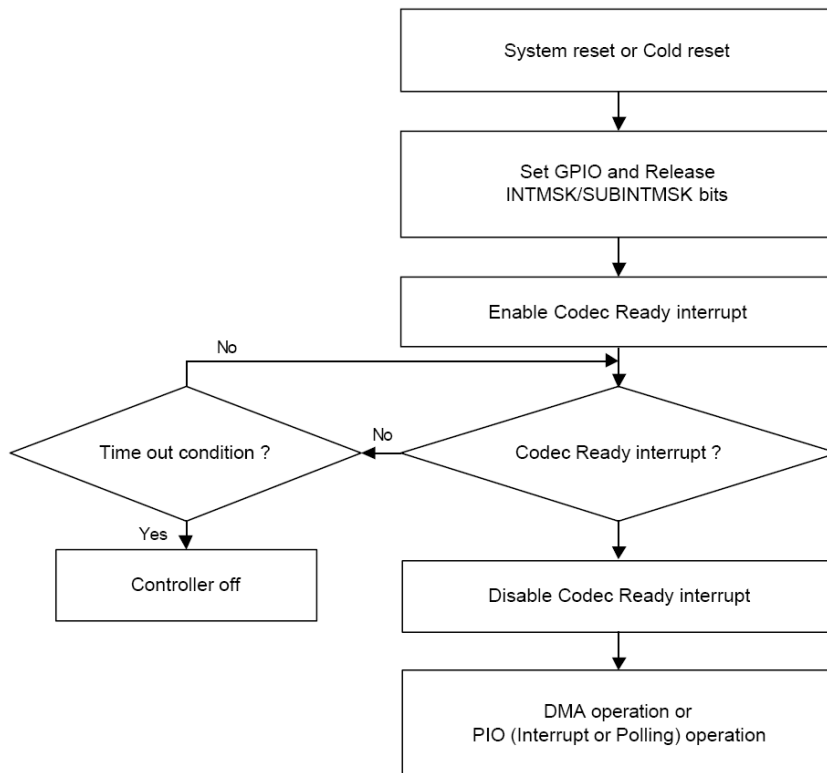 System reset or Cold reset
Set GPIO and Release
INTMSK/SUBINTMSK bits
Enable Codec Ready interrupt
No
Time out condition ?
No
Codec Ready interrupt ?
Yes
Controller off
Disable Codec Ready interrupt
DMA operation or
PIO (Interrupt or Polling) operation